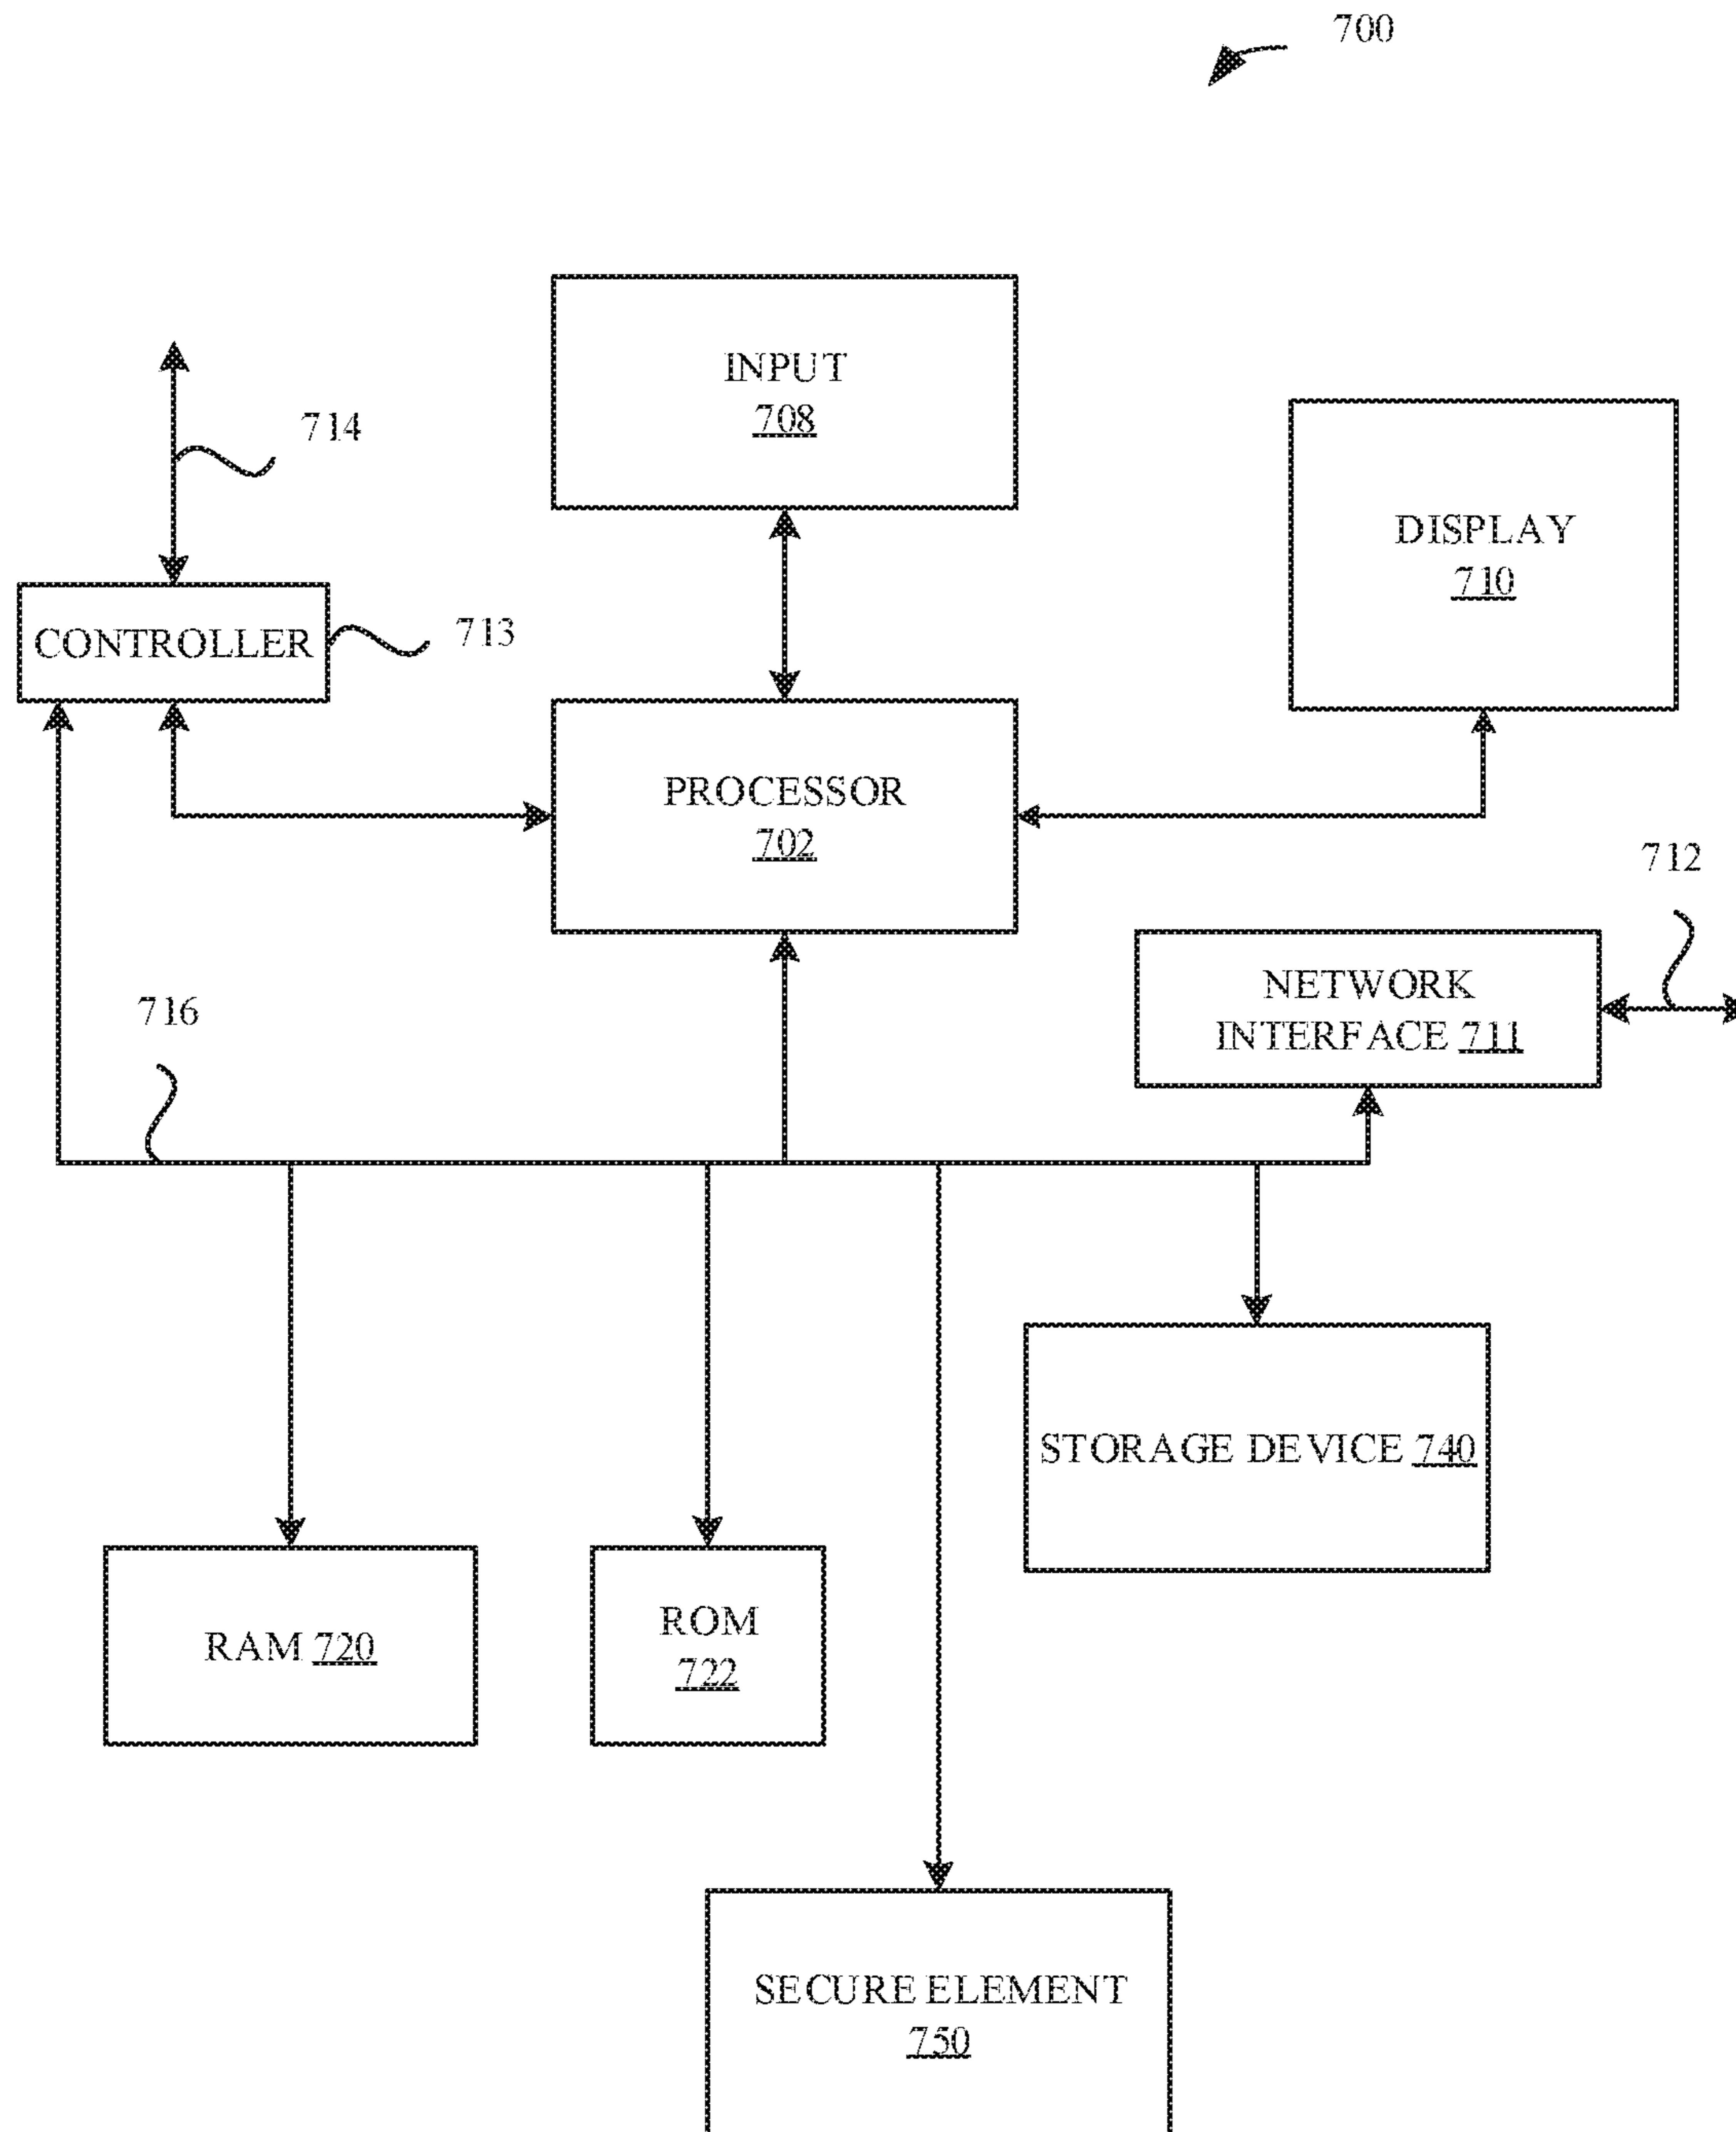 700
INPUT
708
714
DISPLAY
710
CONTROLLER
713
PROCESSOR
702
712
NETWORK
INTERFACE 711
716
STORAGE DEVICE 740
RAM 720
ROM
722
SECURE ELEMENT
750